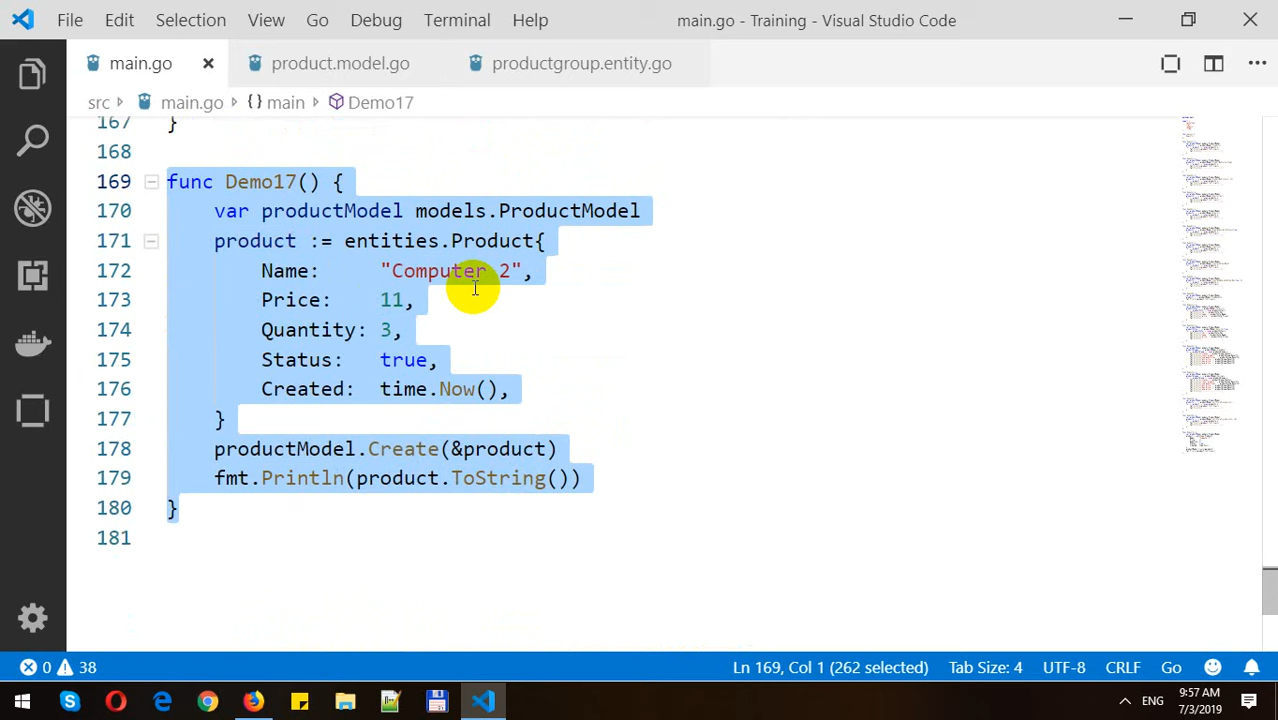 File Edit Selection View Go Debug Terminal Help main.go - Training - Visual Studio Code
main.go product.model.go productgroup.entity.go
src main.go {} main Demo17
167 }
168
169 func Demo17() {
170 var productModel models.ProductModel
171 product := entities.Product{
172 Name: "Computer 2",
173 Price: 11,
174 Quantity: 3,
175 Status: true,
176 Created: time.Now(),
177 }
178 productModel.Create(&product)
179 fmt.Println(product.ToString())
180 }
181
0 38 Ln 169, Col 1 (262 selected) Tab Size: 4 UTF-8 CRLF Go
ENG 9:57 AM
7/3/2019